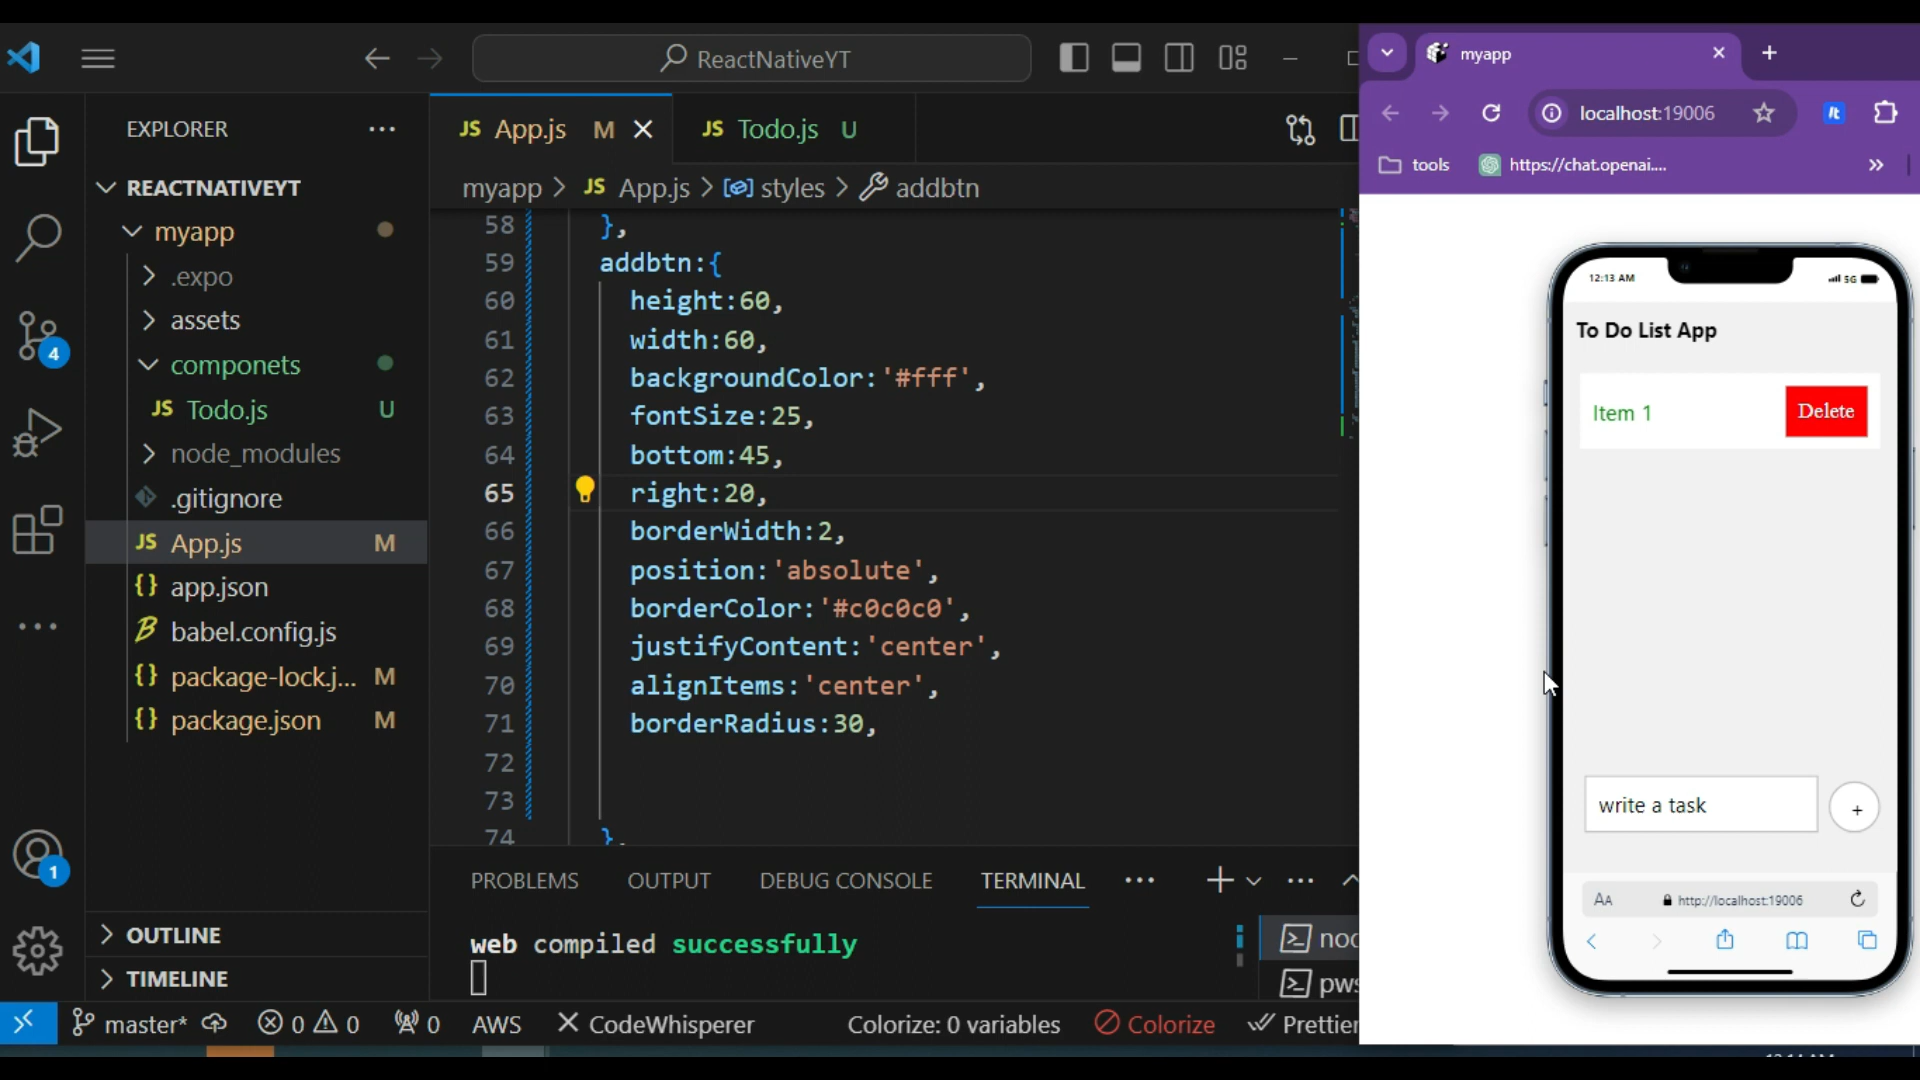 ReactNativeYT
EXPLORER
REACTNATIVEYT
myapp
.expo
assets
componets
JS Todo.js U
node_modules
.gitignore
JS App.js M
{} app.json
babel.config.js
{} package-lock.j... M
{} package.json M
OUTLINE
TIMELINE
4
1
JS App.js M
JS Todo.js U
myapp > JS App.js > styles > addbtn
58 },
59 addbtn:{
60 height:60,
61 width:60,
62 backgroundColor:'#fff',
63 fontSize:25,
64 bottom:45,
65 right:20,
66 borderWidth:2,
67 position:'absolute',
68 borderColor:'#c0c0c0',
69 justifyContent:'center',
70 alignItems:'center',
71 borderRadius:30,
72
73
74 },
PROBLEMS OUTPUT DEBUG CONSOLE TERMINAL
web compiled successfully
master* 0 0 0 AWS CodeWhisperer Colorize: 0 variables Colorize Prettier
myapp
localhost:19006
tools https://chat.openai....
12:13 AM 5G
To Do List App
Item 1 Delete
write a task +
AA http://localhost:19006